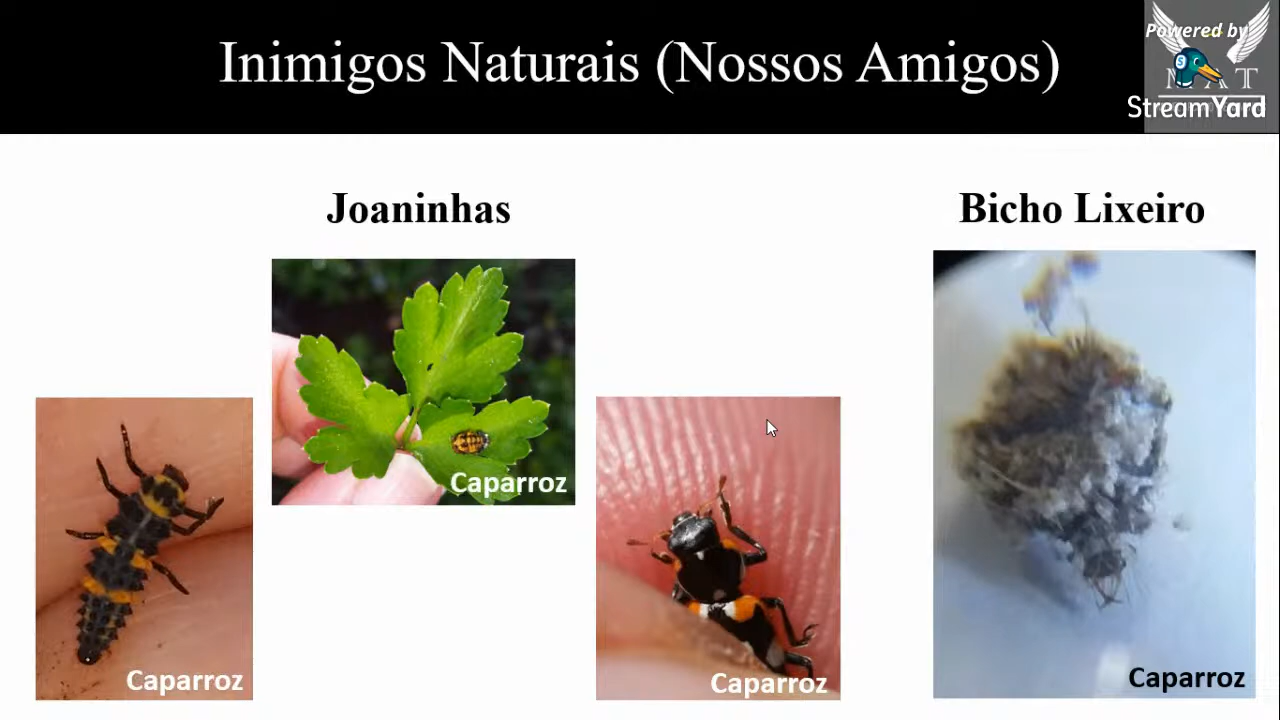 Inimigos Naturais (Nossos Amigos)
Powered by
StreamYard
Joaninhas
Bicho Lixeiro
Caparroz
Caparroz
Caparroz
Caparroz